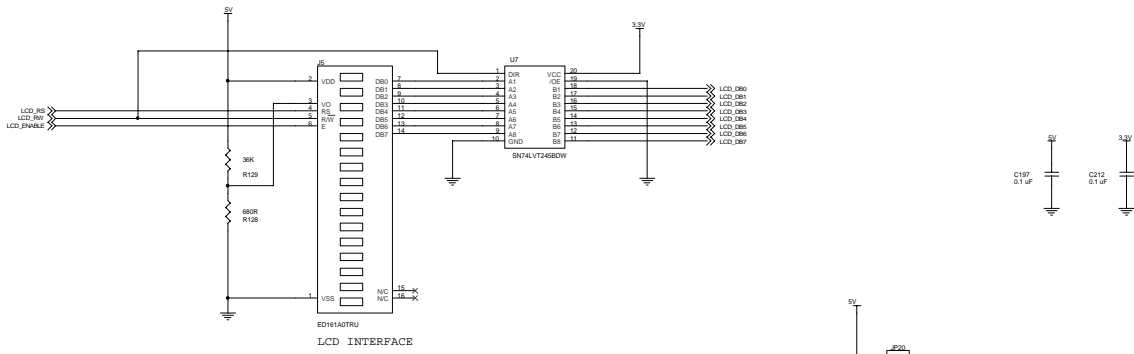 5V
3.3V
J5
U7
2 VDD
DB0 7
DB1 8
DB2 9
DB3 10
DB4 11
DB5 12
DB6 13
DB7 14
3 VO
4 RS
5 R/W
6 E
LCD_RS
LCD_RW
LCD_ENABLE
1 DIR
2 A1
3 A2
4 A3
5 A4
6 A5
7 A6
8 A7
9 A8
10 GND
VCC 20
/OE 19
B1 18
B2 17
B3 16
B4 15
B5 14
B6 13
B7 12
B8 11
LCD_DB0
LCD_DB1
LCD_DB2
LCD_DB3
LCD_DB4
LCD_DB5
LCD_DB6
LCD_DB7
SN74LVT245BDW
5V
3.3V
C197
0.1 uF
C212
0.1 uF
36K
R129
680R
R128
N/C 15
N/C 16
1 VSS
ED161A0TRU
LCD INTERFACE
5V
JP20